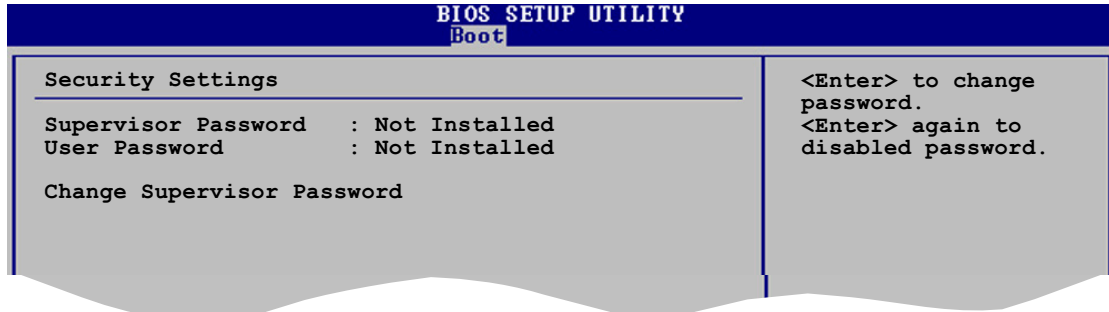 BIOS SETUP UTILITY
Boot
Security Settings
Supervisor Password : Not Installed
User Password : Not Installed
Change Supervisor Password
<Enter> to change
password.
<Enter> again to
disabled password.